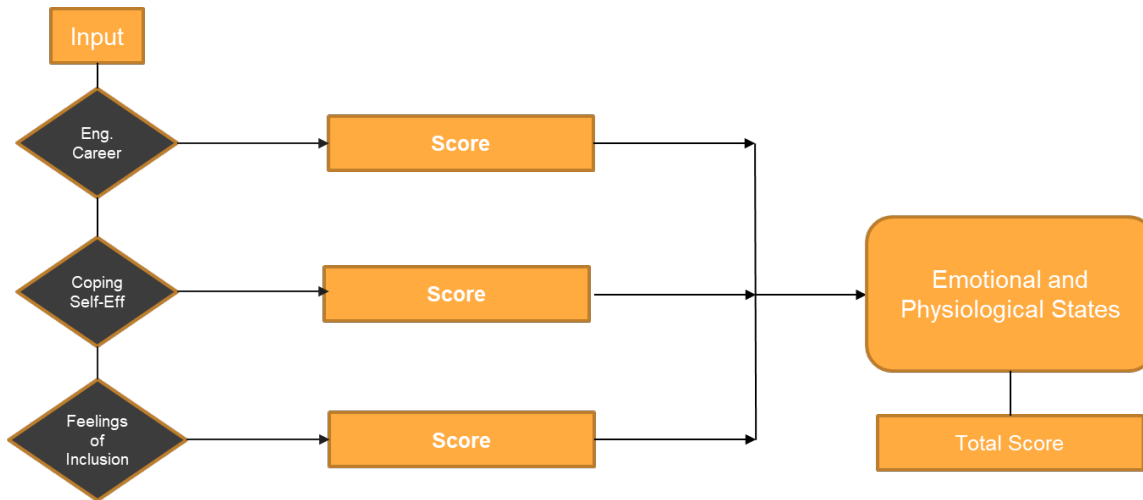 Input
Eng.
Career
Score
Coping
Self-Eff
Score
Emotional and
Physiological States
Feelings
of
Inclusion
Score
Total Score